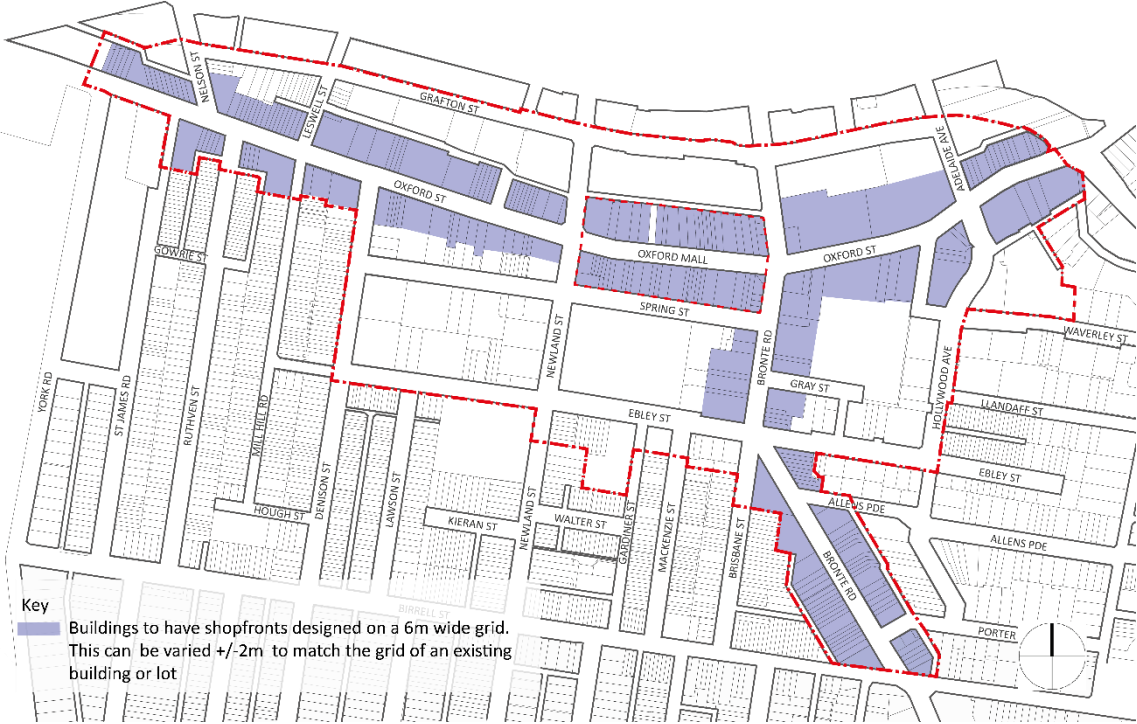 NELSON ST
LESWELL ST
GRAFTON ST
ADELAIDE AVE
OXFORD ST
OXFORD MALL
OXFORD ST
GOWRIE ST
SPRING ST
NEWLAND ST
BRONTE RD
WAVERLEY ST
HOLLYWOOD AVE
GRAY ST
LLANDAFF ST
YORK RD
ST JAMES RD
RUTHVEN ST
MILL HILL RD
DENISON ST
LAWSON ST
EBLEY ST
EBLEY ST
HOUGH ST
KIERAN ST
NEWLAND ST
WALTER ST
GARDINER ST
MACKENZIE ST
BRISBANE ST
ALLENS PDE
ALLENS PDE
BRONTE RD
BIRRELL ST
PORTER
Key
Buildings to have shopfronts designed on a 6m wide grid.
This can be varied +/-2m to match the grid of an existing
building or lot